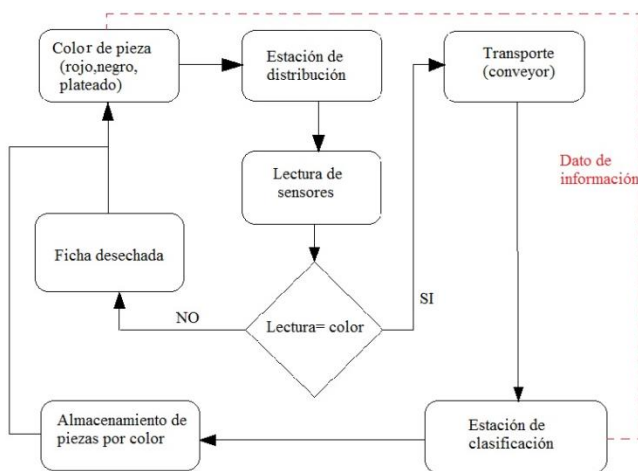 Color de pieza
(rojo,negro,
plateado)
Estación de
distribución
Transporte
(conveyor)
Lectura de
sensores
Dato de
información
Ficha desechada
Lectura= color
NO
SI
Almacenamiento de
piezas por color
Estación de
clasificación